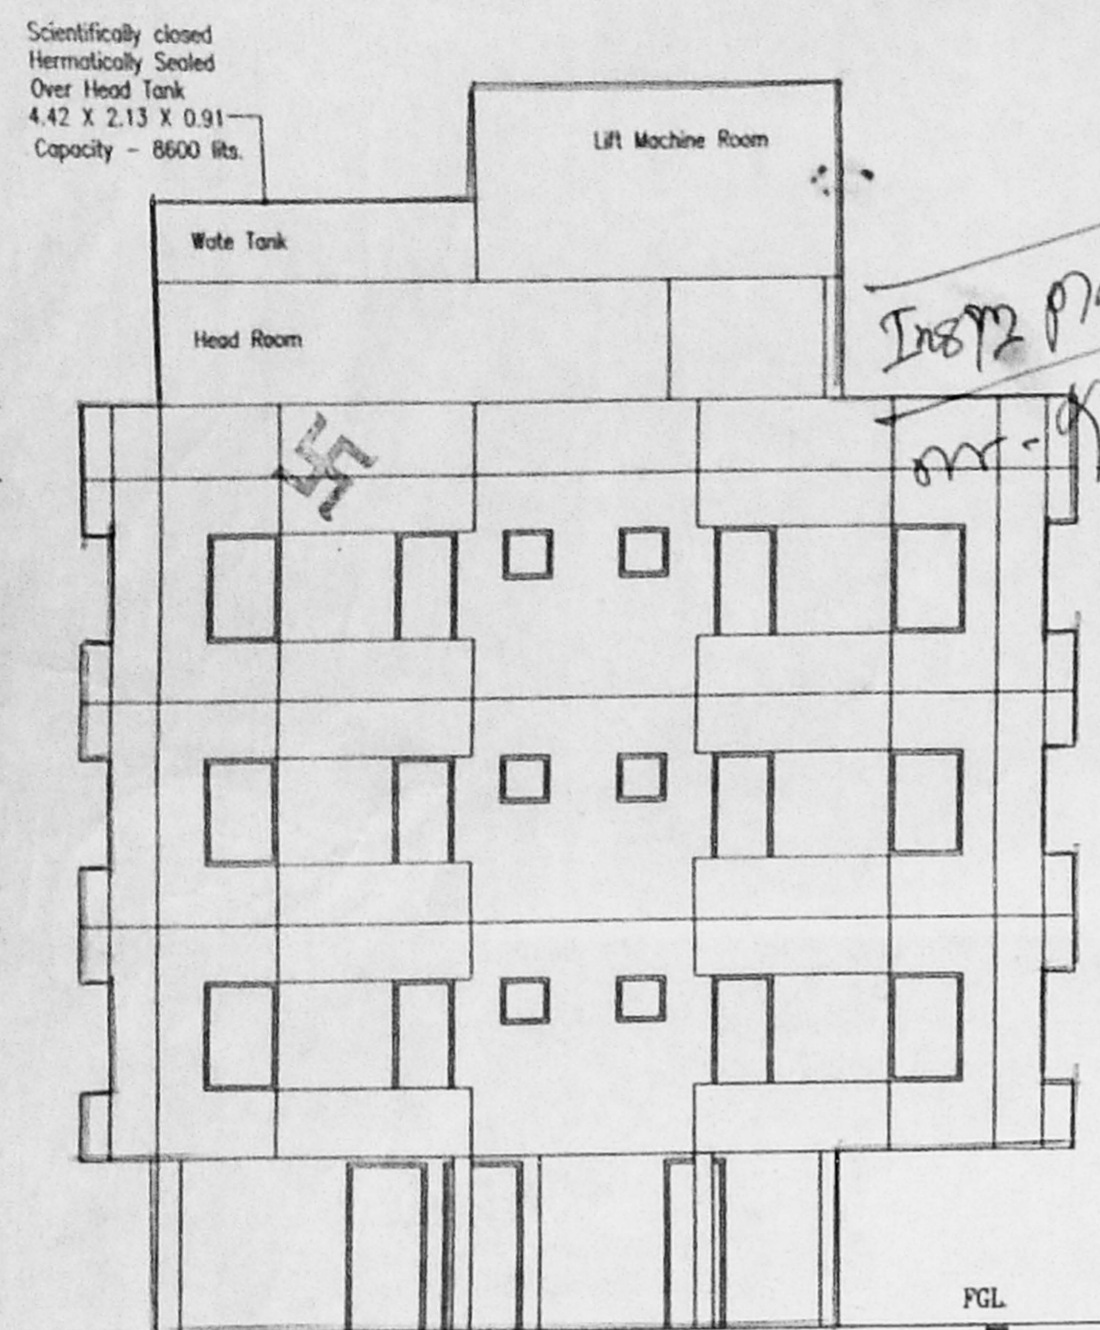 Scientifically closed
Hermatically Sealed
Over Head Tank
4.42 X 2.13 X 0.91
Capacity - 8600 lits.
Lift Machine Room
Wate Tank
Head Room
FGL